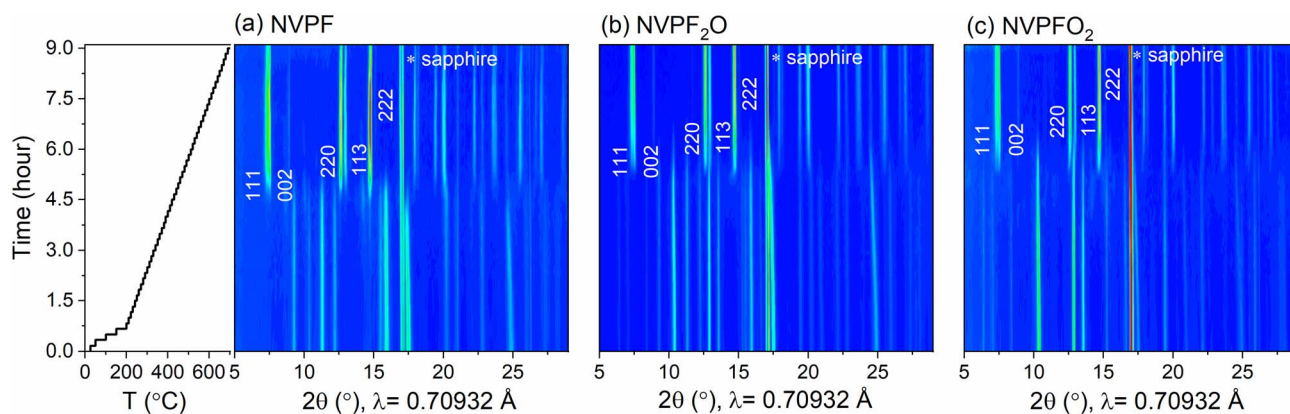 (a) NVPF
(b) NVPF₂O
(c) NVPFO₂
Time (hour)
9.0
7.5
6.0
4.5
3.0
1.5
0.0
0 200 400 600
T (°C)
* sapphire
111
002
220
113
222
5 10 15 20 25
2θ (°), λ= 0.70932 Å
* sapphire
111
002
220
113
222
5 10 15 20 25
2θ (°), λ= 0.70932 Å
* sapphire
111
002
220
113
222
5 10 15 20 25
2θ (°), λ= 0.70932 Å